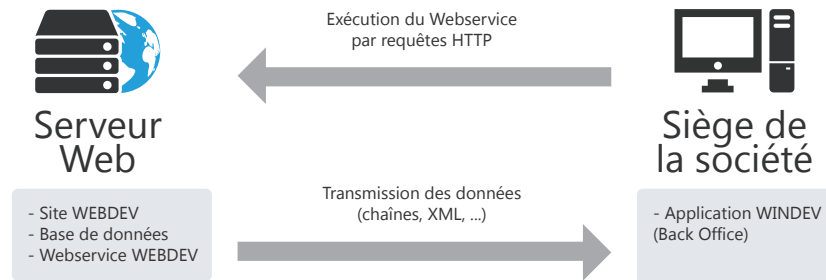 Exécution du Webservice
par requêtes HTTP
Serveur
Web
Siège de
la société
- Site WEBDEV
- Base de données
- Webservice WEBDEV
Transmission des données
(chaînes, XML, ...)
- Application WINDEV
(Back Office)